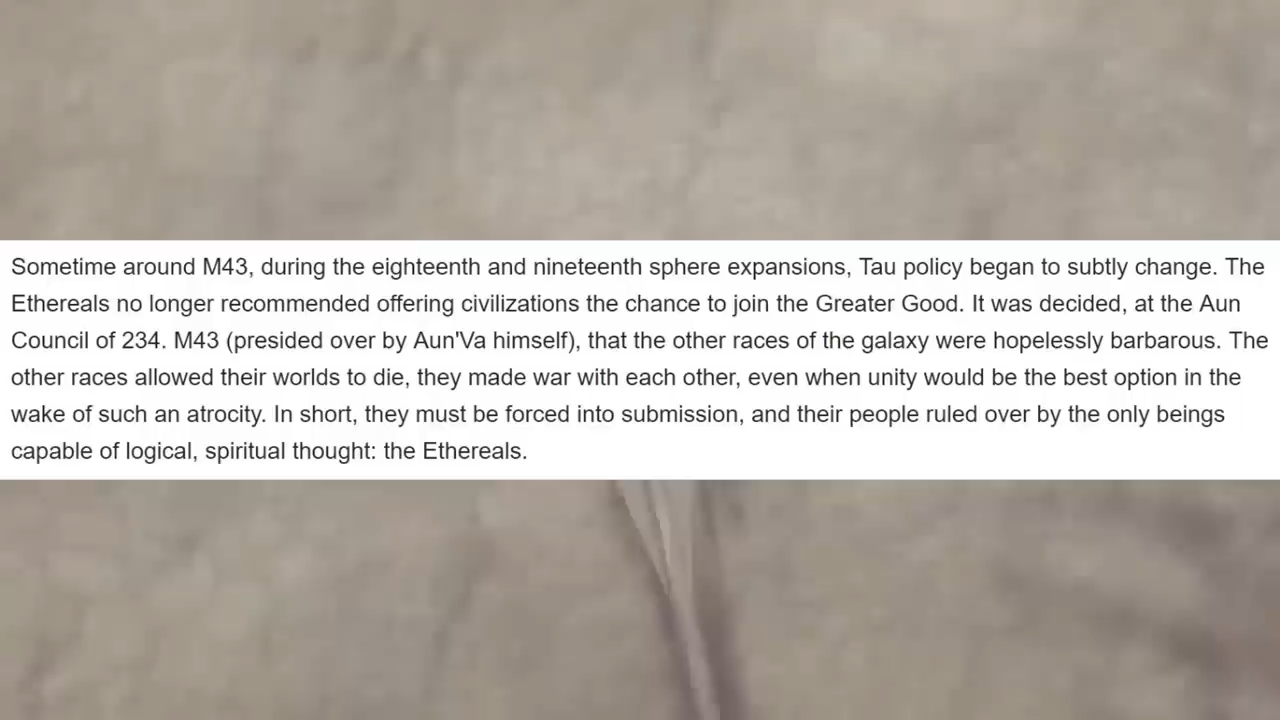 Sometime around M43, during the eighteenth and nineteenth sphere expansions, Tau policy began to subtly change. The
Ethereals no longer recommended offering civilizations the chance to join the Greater Good. It was decided, at the Aun
Council of 234. M43 (presided over by Aun'Va himself), that the other races of the galaxy were hopelessly barbarous. The
other races allowed their worlds to die, they made war with each other, even when unity would be the best option in the
wake of such an atrocity. In short, they must be forced into submission, and their people ruled over by the only beings
capable of logical, spiritual thought: the Ethereals.